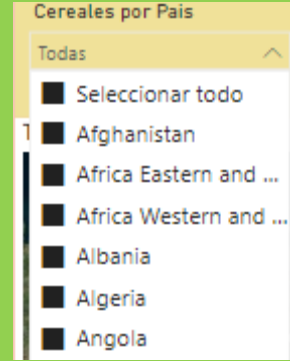 Cereales por Pais
Todas
Seleccionar todo
Afghanistan
Africa Eastern and ...
Africa Western and ...
Albania
Algeria
Angola